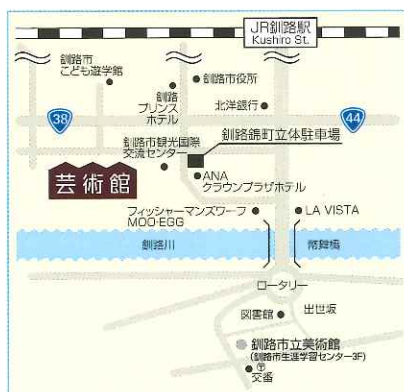 JR釧路駅
Kushiro St.
釧路市
こども遊学館
釧路市役所
釧路
プリンス
ホテル
北洋銀行
38
44
釧路錦町立体駐車場
釧路市観光国際
交流センター
芸術館
ANA
クラウンプラザホテル
フィッシャーマンズワーフ
MOO・EGG
LA VISTA
釧路川
幣舞橋
ロータリー
図書館
出世坂
釧路市立美術館
(釧路市生涯学習センター3F)
〒
交番